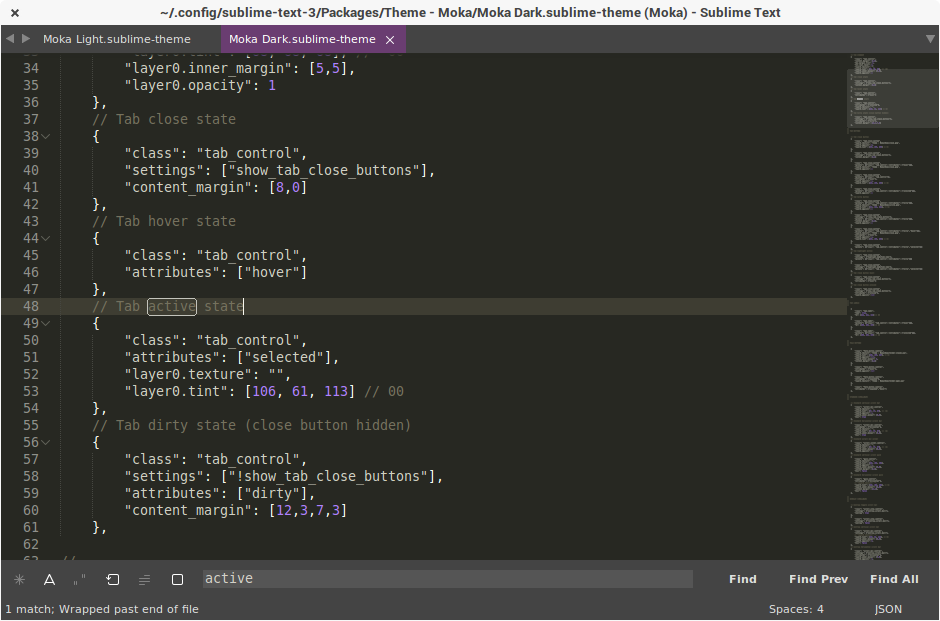 ~/.config/sublime-text-3/Packages/Theme - Moka/Moka Dark.sublime-theme (Moka) - Sublime Text
Moka Light.sublime-theme Moka Dark.sublime-theme ×
34 "layer0.inner_margin": [5,5],
35 "layer0.opacity": 1
36 },
37 // Tab close state
38 {
39 "class": "tab_control",
40 "settings": ["show_tab_close_buttons"],
41 "content_margin": [8,0]
42 },
43 // Tab hover state
44 {
45 "class": "tab_control",
46 "attributes": ["hover"]
47 },
48 // Tab active state
49 {
50 "class": "tab_control",
51 "attributes": ["selected"],
52 "layer0.texture": "",
53 "layer0.tint": [106, 61, 113] // 00
54 },
55 // Tab dirty state (close button hidden)
56 {
57 "class": "tab_control",
58 "settings": ["!show_tab_close_buttons"],
59 "attributes": ["dirty"],
60 "content_margin": [12,3,7,3]
61 },
62
active Find Find Prev Find All
1 match; Wrapped past end of file Spaces: 4 JSON